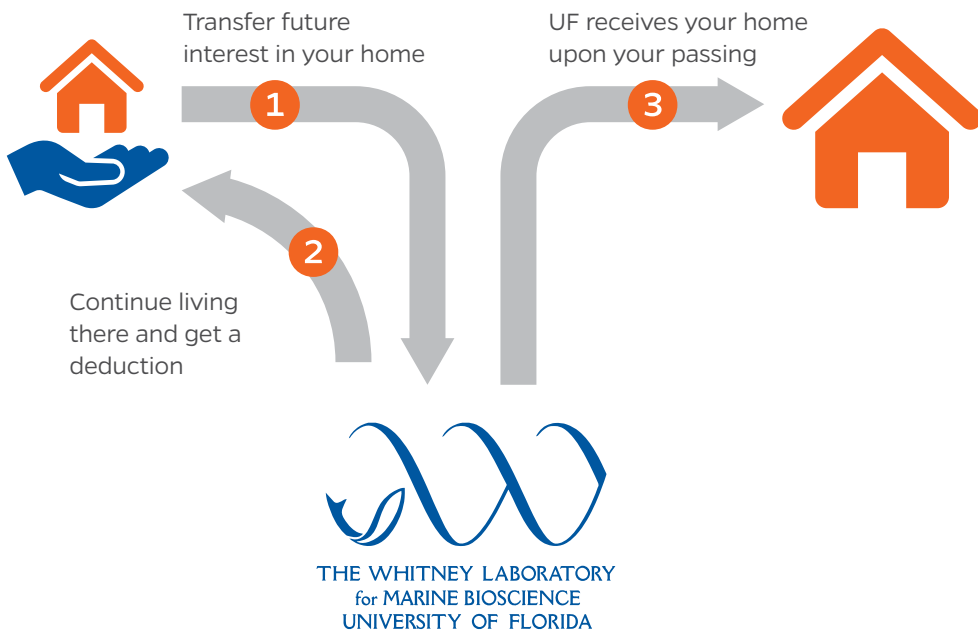 Transfer future
interest in your home
1
UF receives your home
upon your passing
3
2
Continue living
there and get a
deduction
THE WHITNEY LABORATORY
for MARINE BIOSCIENCE
UNIVERSITY OF FLORIDA